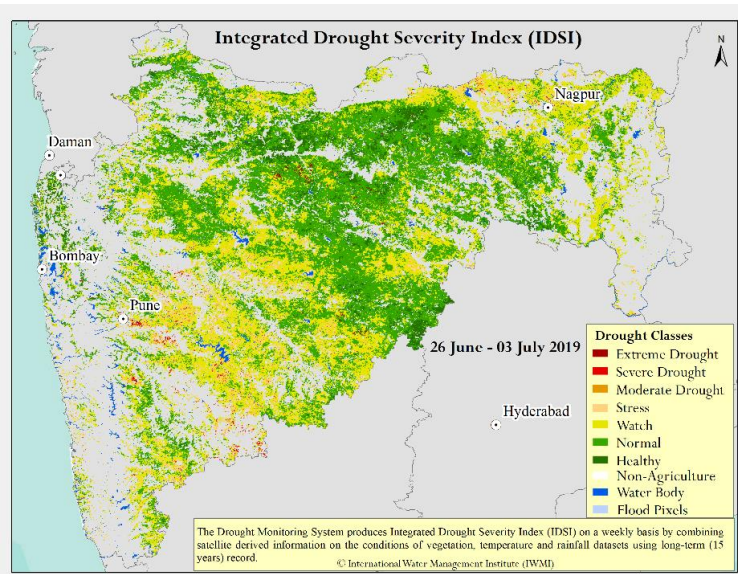 Integrated Drought Severity Index (IDSI)
N
Nagpur
Daman
Bombay
Pune
26 June - 03 July 2019
Hyderabad
Drought Classes
Extreme Drought
Severe Drought
Moderate Drought
Stress
Watch
Normal
Healthy
Non-Agriculture
Water Body
Flood Pixels
The Drought Monitoring System produces Integrated Drought Severity Index (IDSI) on a weekly basis by combining
satellite derived information on the conditions of vegetation, temperature and rainfall datasets using long-term (15
years) record.
© International Water Management Institute (IWMI)